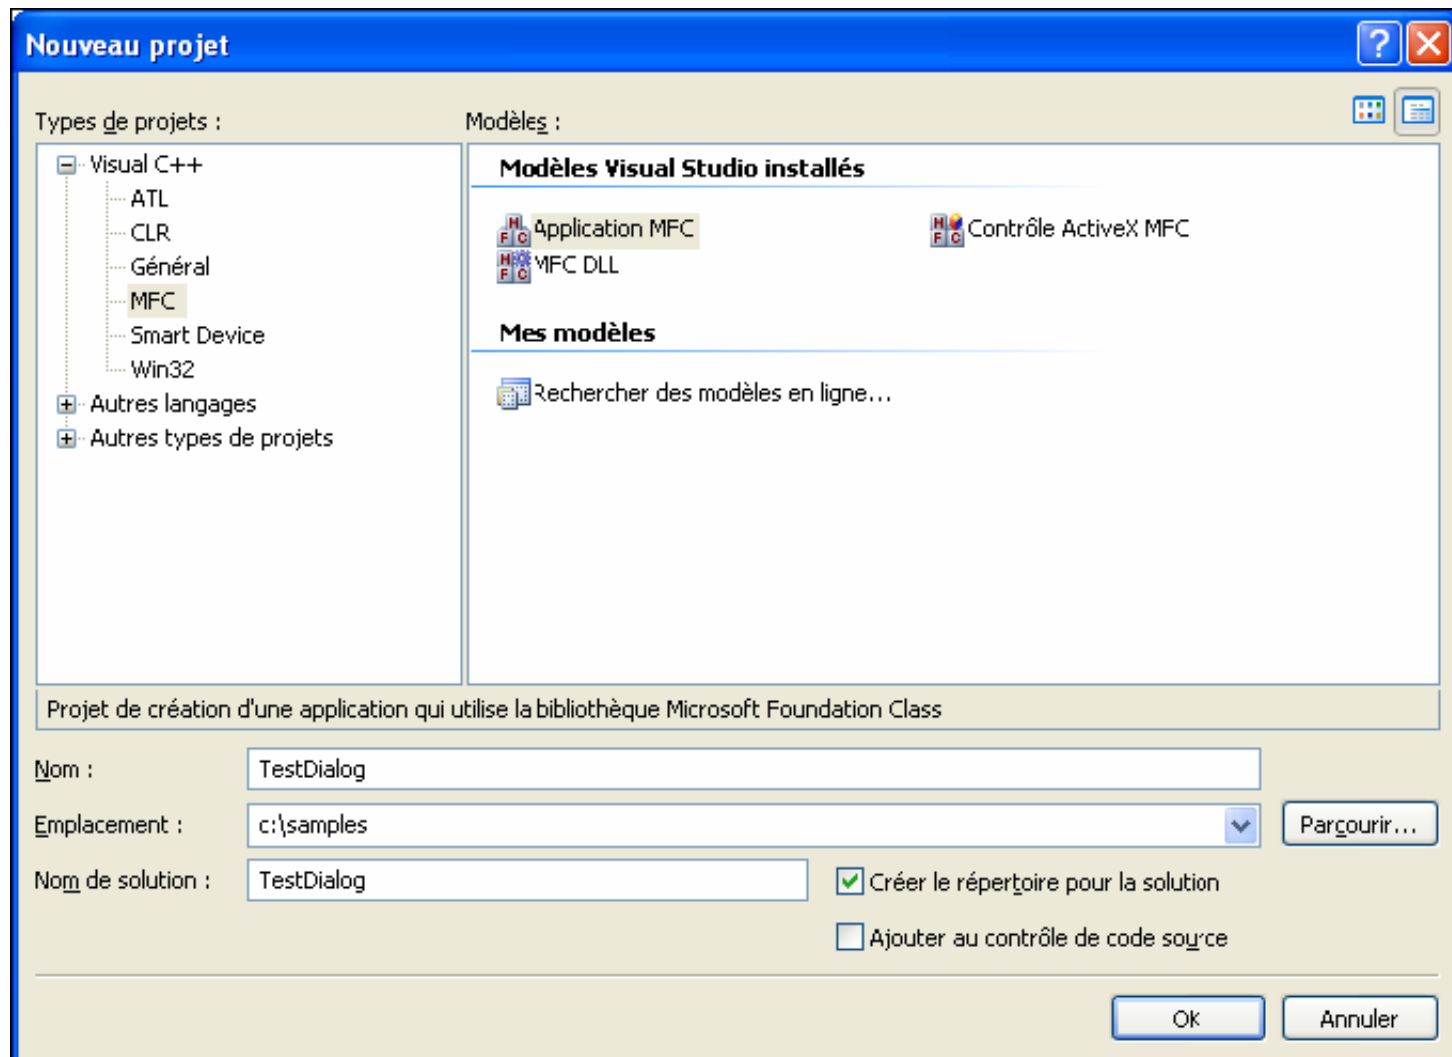 Nouveau projet
Types de projets :
Modèles :
Visual C++
ATL
CLR
Général
MFC
Smart Device
Win32
Autres langages
Autres types de projets
Modèles Visual Studio installés
Application MFC
Contrôle ActiveX MFC
MFC DLL
Mes modèles
Rechercher des modèles en ligne...
Projet de création d'une application qui utilise la bibliothèque Microsoft Foundation Class
Nom :
TestDialog
Emplacement :
c:\samples
Parcourir...
Nom de solution :
TestDialog
Créer le répertoire pour la solution
Ajouter au contrôle de code source
OK
Annuler